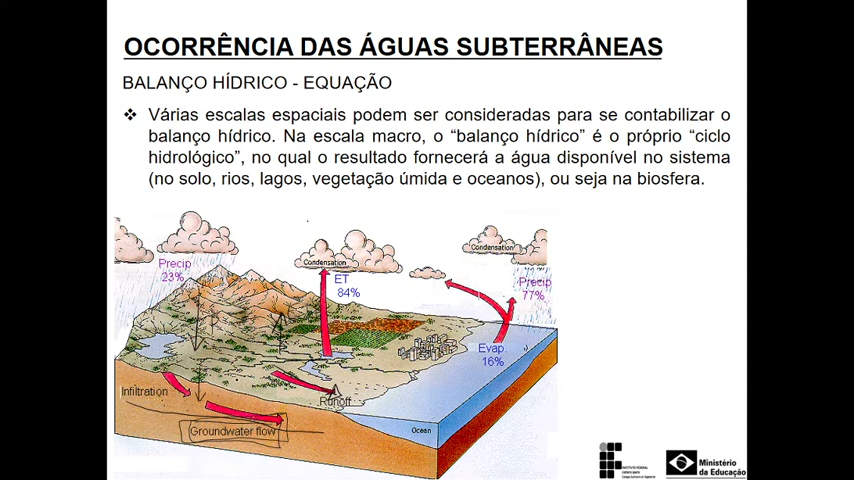 OCORRÊNCIA DAS ÁGUAS SUBTERRÂNEAS
BALANÇO HÍDRICO - EQUAÇÃO
❖ Várias escalas espaciais podem ser consideradas para se contabilizar o
balanço hídrico. Na escala macro, o “balanço hídrico” é o próprio “ciclo
hidrológico”, no qual o resultado fornecerá a água disponível no sistema
(no solo, rios, lagos, vegetação úmida e oceanos), ou seja na biosfera.
Condensation
Condensation
Precip
23%
ET
84%
Precip
77%
Evap.
16%
Infiltration
Runoff
Groundwater flow
Ocean
INSTITUTO FEDERAL
Ministério
da Educação